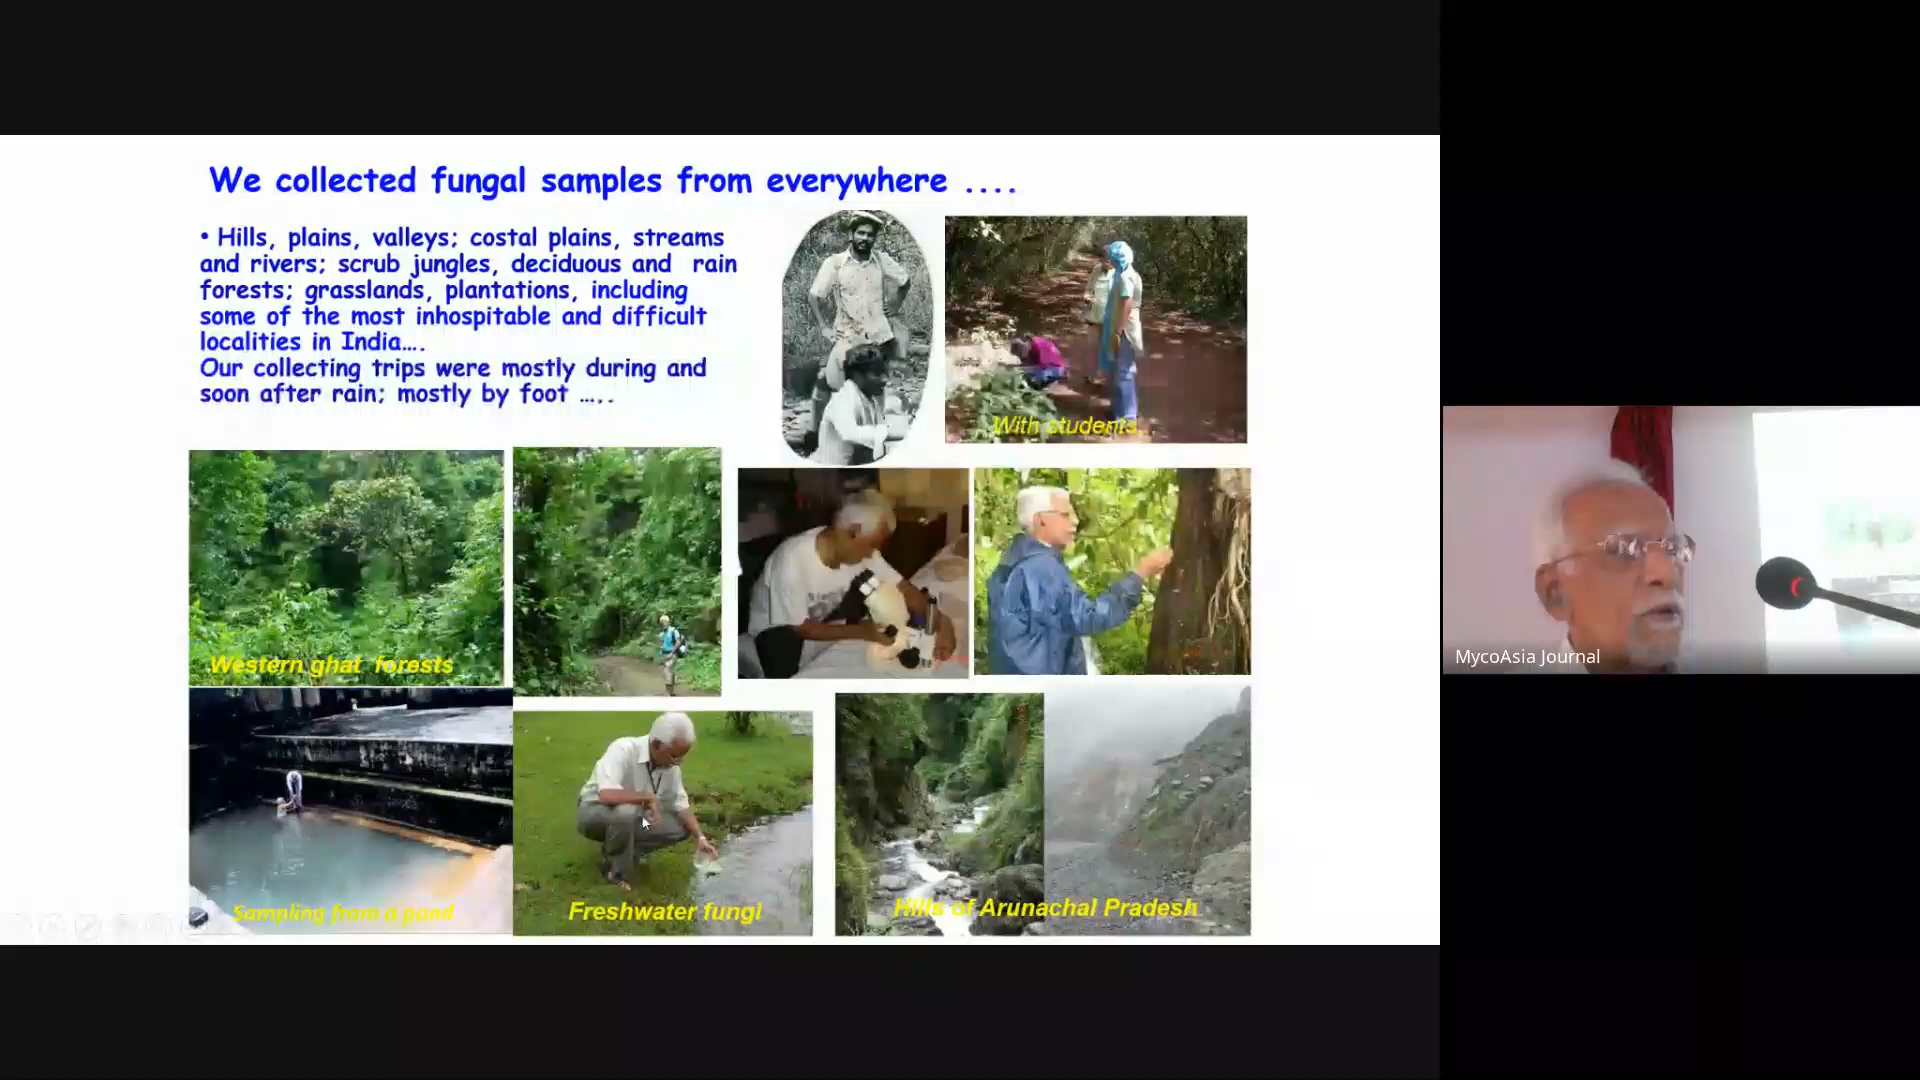 We collected fungal samples from everywhere ....
• Hills, plains, valleys; costal plains, streams
and rivers; scrub jungles, deciduous and rain
forests; grasslands, plantations, including
some of the most inhospitable and difficult
localities in India….
Our collecting trips were mostly during and
soon after rain; mostly by foot …..
With students...
Western ghat forests
Sampling from a pond
Freshwater fungi
Hills of Arunachal Pradesh
MycoAsia Journal